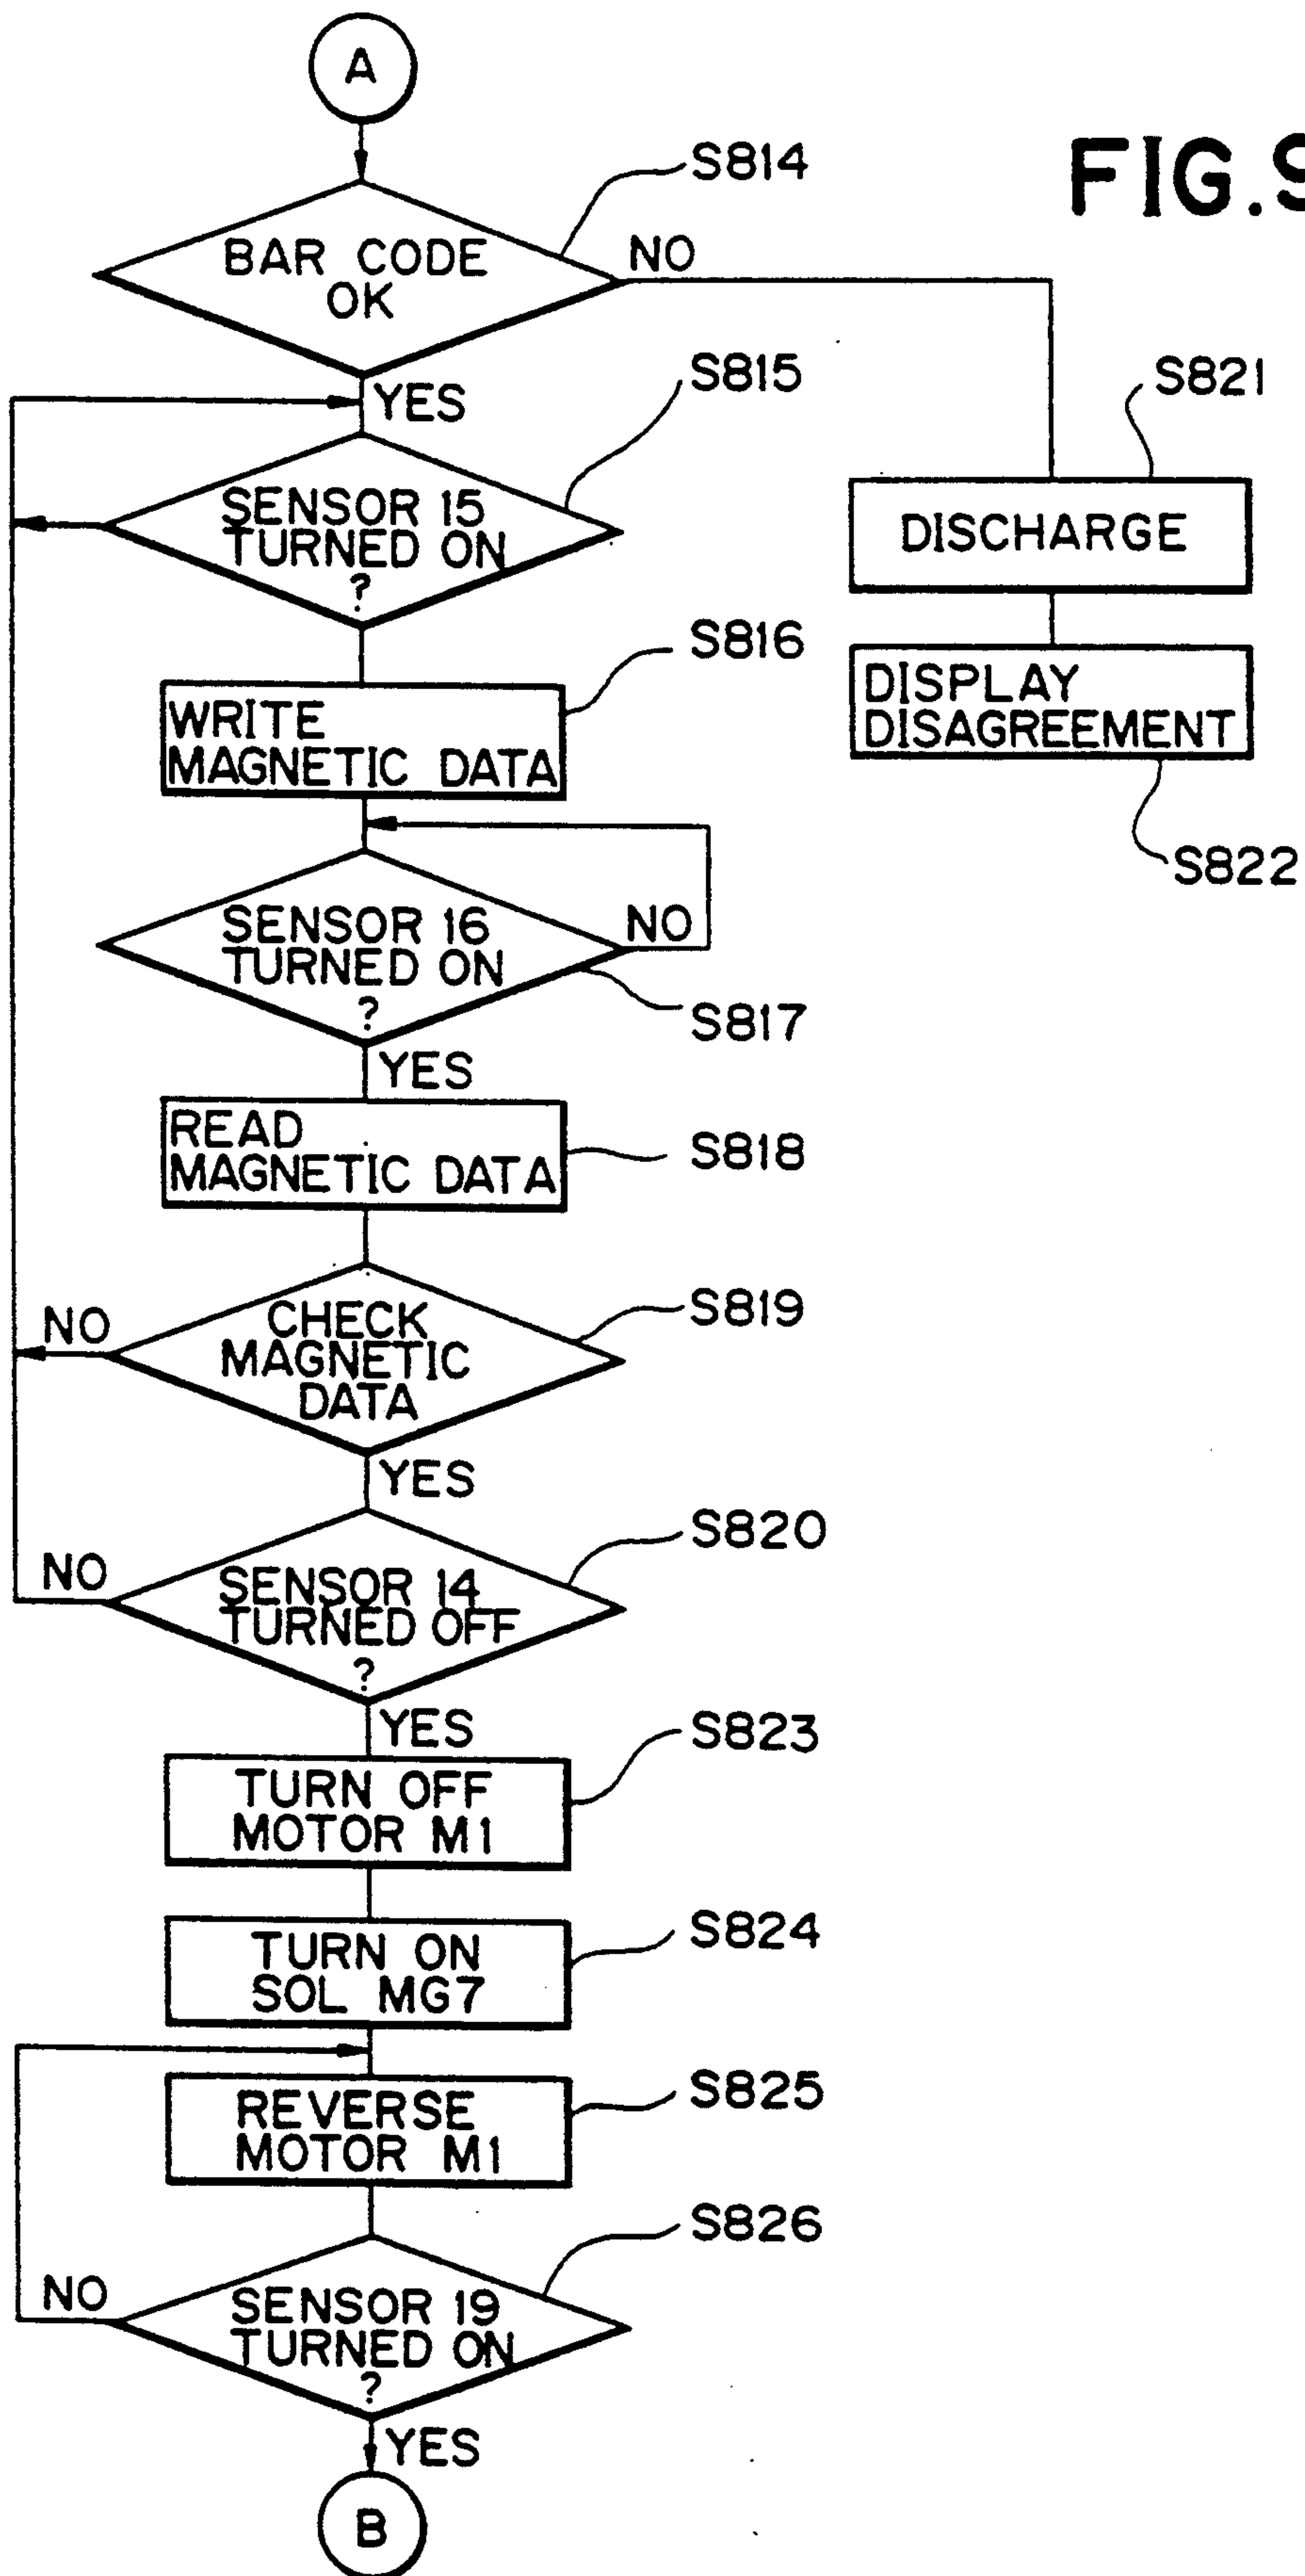 A
FIG.9
S814
BAR CODE
OK
NO
YES
S815
SENSOR 15
TURNED ON
?
S821
DISCHARGE
S816
WRITE
MAGNETIC DATA
DISPLAY
DISAGREEMENT
S822
SENSOR 16
TURNED ON
?
NO
S817
YES
READ
MAGNETIC DATA
S818
CHECK
MAGNETIC
DATA
NO
S819
YES
SENSOR 14
TURNED OFF
?
NO
S820
YES
S823
TURN OFF
MOTOR M1
S824
TURN ON
SOL MG7
S825
REVERSE
MOTOR M1
S826
NO
SENSOR 19
TURNED ON
?
YES
B